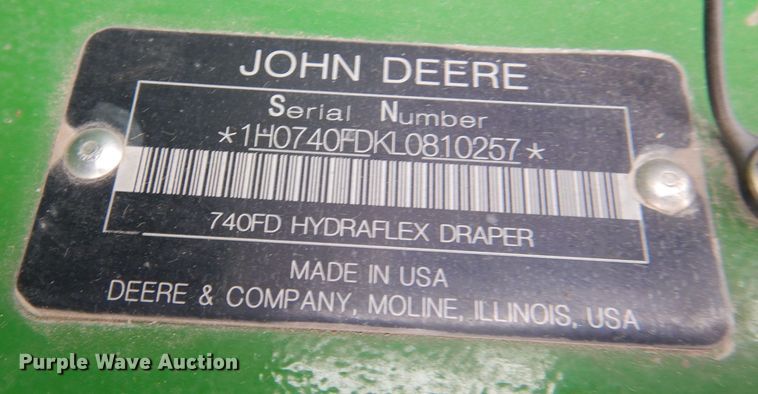 JOHN DEERE
Serial Number
*1H0740FDKL0810257*
740FD HYDRAFLEX DRAPER
MADE IN USA
DEERE & COMPANY, MOLINE, ILLINOIS, USA
Purple Wave Auction